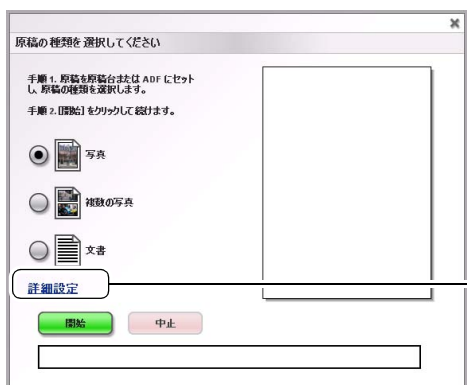 原稿の種類を選択してください
手順 1. 原稿を原稿台または ADF にセット
し、原稿の種類を選択します。
手順 2. [開始] をクリックして続けます。
写真
複数の写真
文書
詳細設定
開始
中止